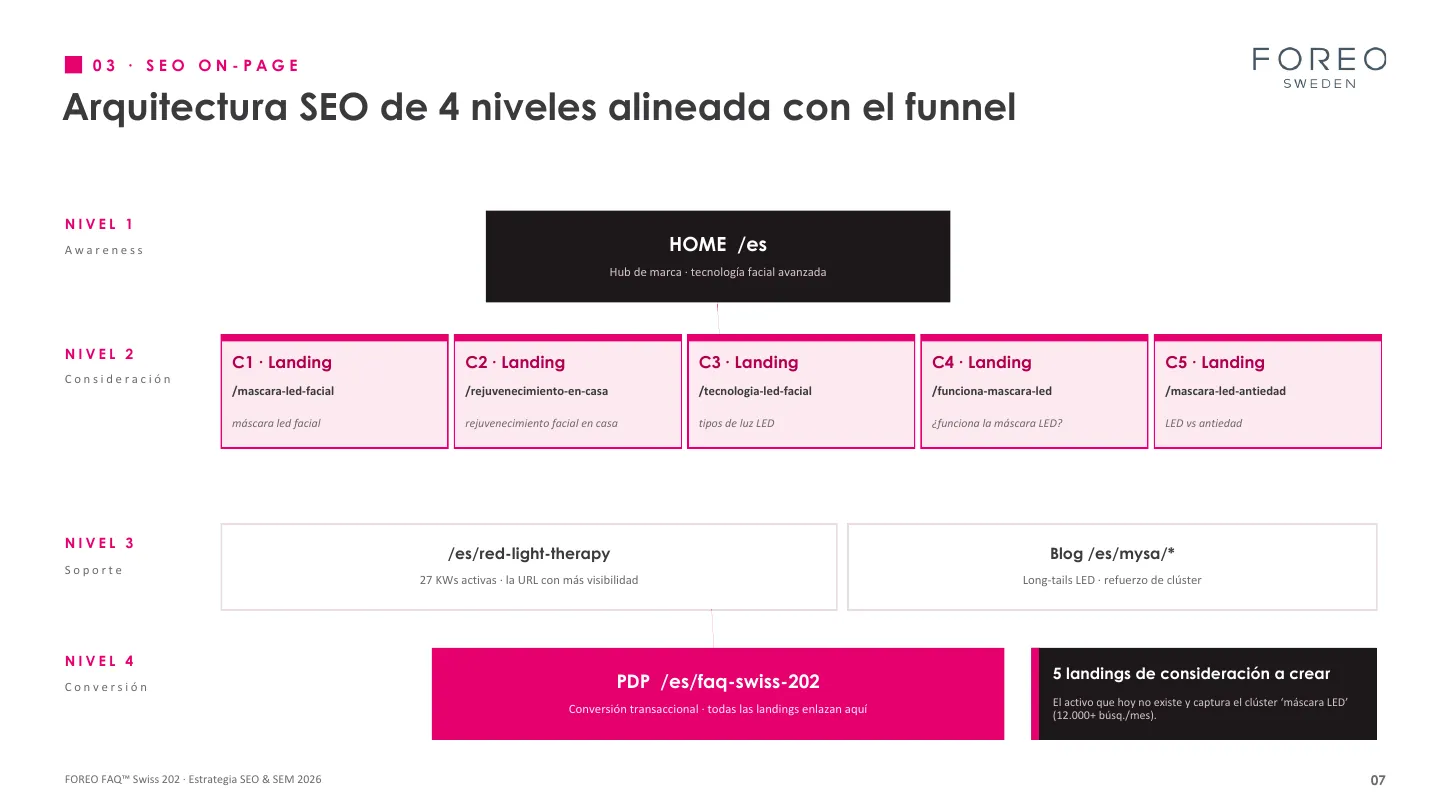 03 · SEO ON-PAGE
FOREO
SWEDEN
Arquitectura SEO de 4 niveles alineada con el funnel
NIVEL 1
Awareness
HOME /es
Hub de marca · tecnología facial avanzada
NIVEL 2
Consideración
C1 · Landing
/mascara-led-facial
máscara led facial
C2 · Landing
/rejuvenecimiento-en-casa
rejuvenecimiento facial en casa
C3 · Landing
/tecnologia-led-facial
tipos de luz LED
C4 · Landing
/funciona-mascara-led
¿funciona la máscara LED?
C5 · Landing
/mascara-led-antiedad
LED vs antiedad
NIVEL 3
Soporte
/es/red-light-therapy
27 KWs activas · la URL con más visibilidad
Blog /es/mysa/*
Long-tails LED · refuerzo de clúster
NIVEL 4
Conversión
PDP /es/faq-swiss-202
Conversión transaccional · todas las landings enlazan aquí
5 landings de consideración a crear
El activo que hoy no existe y captura el clúster ‘máscara LED’
(12.000+ búsq./mes).
FOREO FAQ™ Swiss 202 · Estrategia SEO & SEM 2026
07